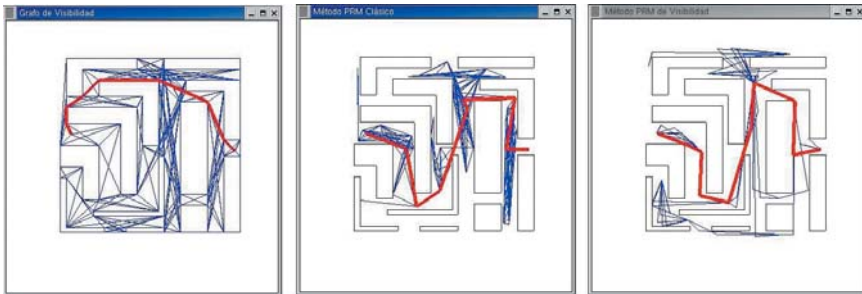 Grafo de Visibilidad
Método PRM Clásico
Método PRM de Visibilidad